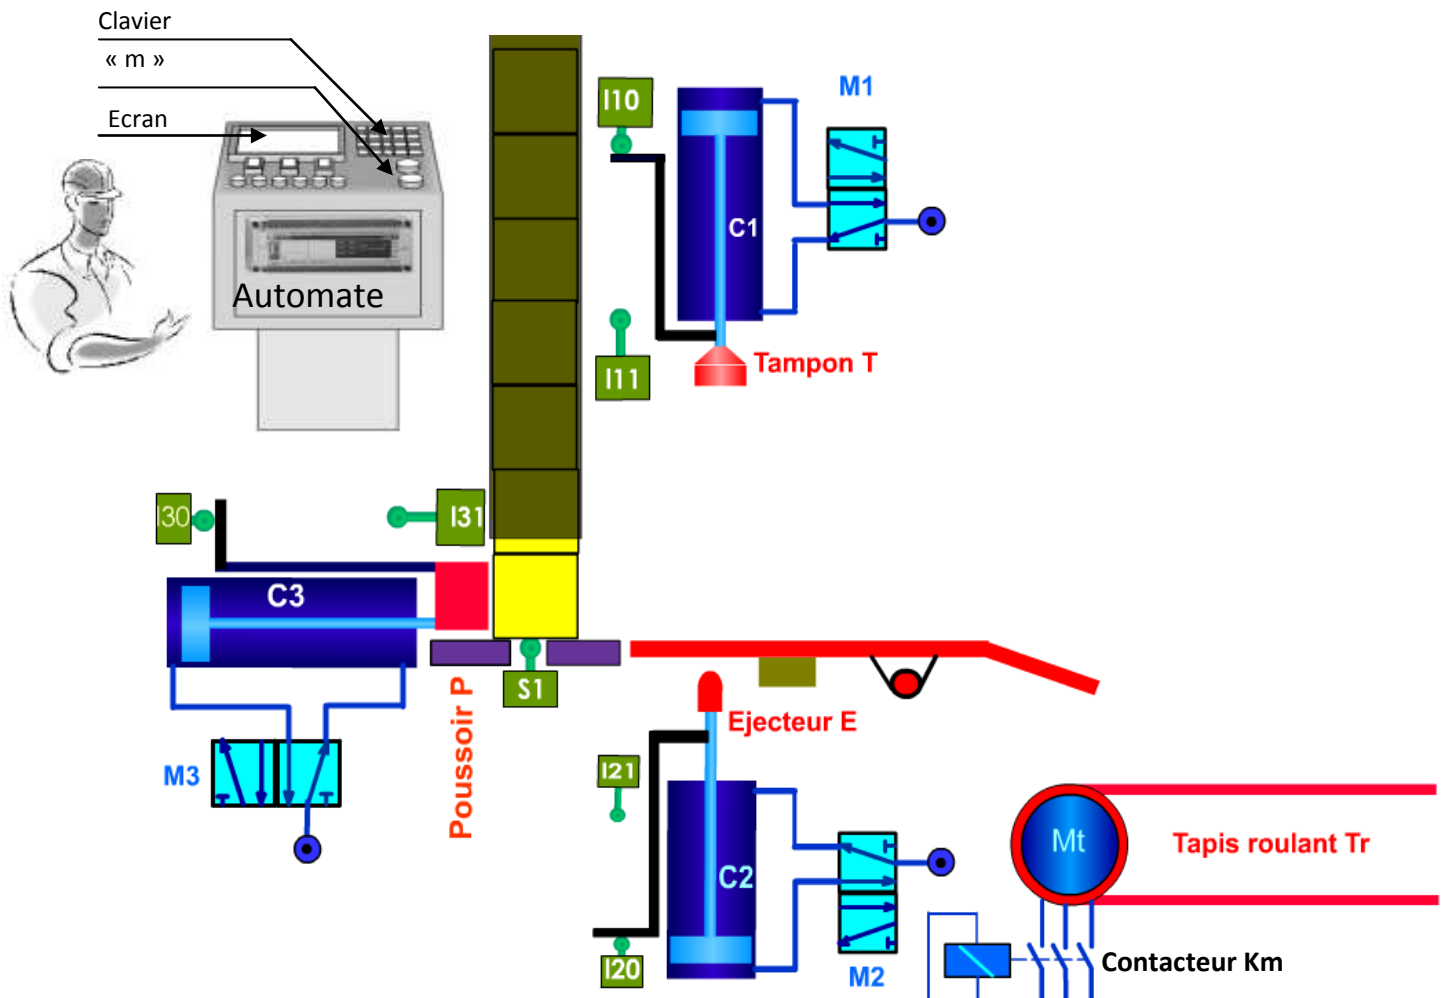 Clavier
« m »
Ecran
Automate
I10
I11
C1
M1
Tampon T
I30
I31
C3
M3
Poussoir P
S1
Ejecteur E
I21
I20
C2
M2
Mt
Tapis roulant Tr
Contacteur Km